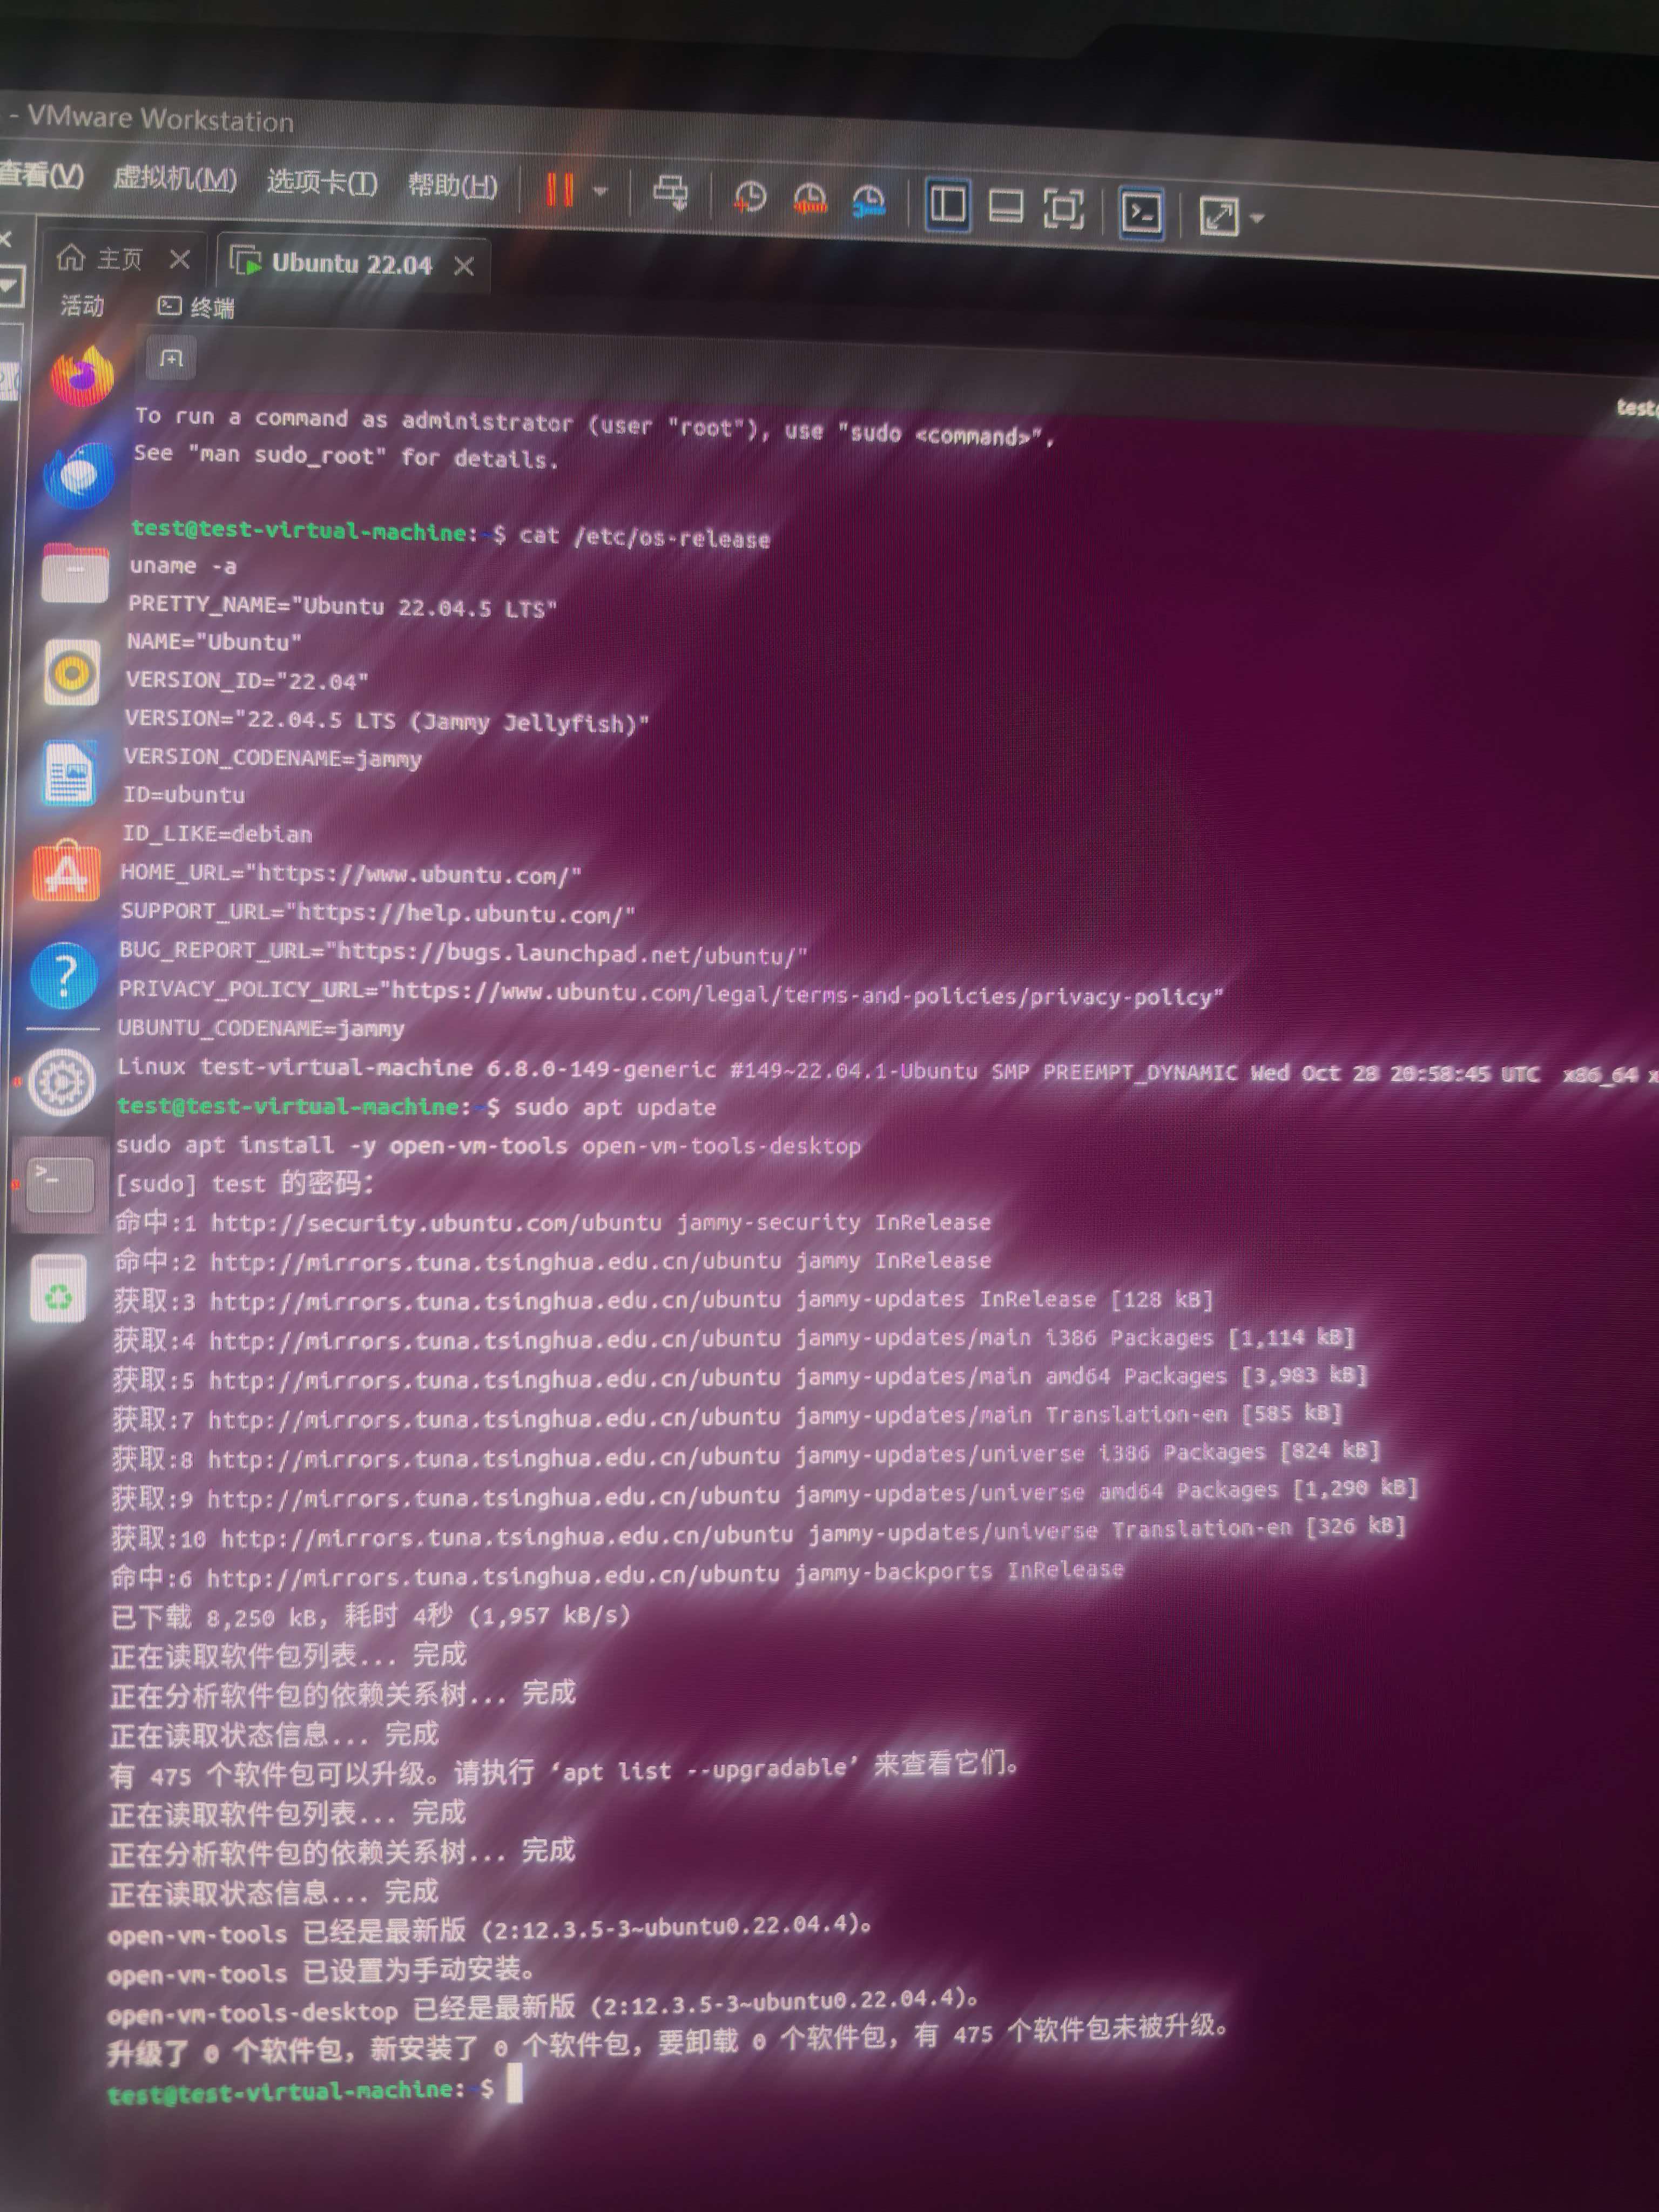 - VMware Workstation
查看(V) 虚拟机(M) 选项卡(T) 帮助(H)
主页 Ubuntu 22.04
活动 终端
To run a command as administrator (user "root"), use "sudo <command>".
See "man sudo_root" for details.
test@test-virtual-machine:~$ cat /etc/os-release
uname -a
PRETTY_NAME="Ubuntu 22.04.5 LTS"
NAME="Ubuntu"
VERSION_ID="22.04"
VERSION="22.04.5 LTS (Jammy Jellyfish)"
VERSION_CODENAME=jammy
ID=ubuntu
ID_LIKE=debian
HOME_URL="https://www.ubuntu.com/"
SUPPORT_URL="https://help.ubuntu.com/"
BUG_REPORT_URL="https://bugs.launchpad.net/ubuntu/"
PRIVACY_POLICY_URL="https://www.ubuntu.com/legal/terms-and-policies/privacy-policy"
UBUNTU_CODENAME=jammy
Linux test-virtual-machine 6.8.0-149-generic #149~22.04.1-Ubuntu SMP PREEMPT_DYNAMIC Wed Oct 28 20:58:45 UTC x86_64 x
test@test-virtual-machine:~$ sudo apt update
sudo apt install -y open-vm-tools open-vm-tools-desktop
[sudo] test 的密码：
命中:1 http://security.ubuntu.com/ubuntu jammy-security InRelease
命中:2 http://mirrors.tuna.tsinghua.edu.cn/ubuntu jammy InRelease
获取:3 http://mirrors.tuna.tsinghua.edu.cn/ubuntu jammy-updates InRelease [128 kB]
获取:4 http://mirrors.tuna.tsinghua.edu.cn/ubuntu jammy-updates/main i386 Packages [1,114 kB]
获取:5 http://mirrors.tuna.tsinghua.edu.cn/ubuntu jammy-updates/main amd64 Packages [3,983 kB]
获取:7 http://mirrors.tuna.tsinghua.edu.cn/ubuntu jammy-updates/main Translation-en [585 kB]
获取:8 http://mirrors.tuna.tsinghua.edu.cn/ubuntu jammy-updates/universe i386 Packages [824 kB]
获取:9 http://mirrors.tuna.tsinghua.edu.cn/ubuntu jammy-updates/universe amd64 Packages [1,290 kB]
获取:10 http://mirrors.tuna.tsinghua.edu.cn/ubuntu jammy-updates/universe Translation-en [326 kB]
命中:6 http://mirrors.tuna.tsinghua.edu.cn/ubuntu jammy-backports InRelease
已下载 8,250 kB，耗时 4秒 (1,957 kB/s)
正在读取软件包列表... 完成
正在分析软件包的依赖关系树... 完成
正在读取状态信息... 完成
有 475 个软件包可以升级。请执行 ‘apt list --upgradable’ 来查看它们。
正在读取软件包列表... 完成
正在分析软件包的依赖关系树... 完成
正在读取状态信息... 完成
open-vm-tools 已经是最新版 (2:12.3.5-3~ubuntu0.22.04.4)。
open-vm-tools 已设置为手动安装。
open-vm-tools-desktop 已经是最新版 (2:12.3.5-3~ubuntu0.22.04.4)。
升级了 0 个软件包，新安装了 0 个软件包，要卸载 0 个软件包，有 475 个软件包未被升级。
test@test-virtual-machine:~$